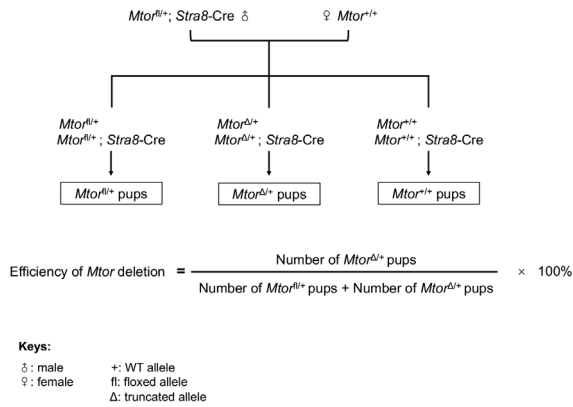 Mtorfl/+; Stra8-Cre ♂ ♀ Mtor+/+
Mtorfl/+ MtorΔ/+ Mtor+/+
Mtorfl/+ ; Stra8-Cre MtorΔ/+ ; Stra8-Cre Mtor+/+ ; Stra8-Cre
Mtorfl/+ pups MtorΔ/+ pups Mtor+/+ pups
Number of MtorΔ/+ pups
Efficiency of Mtor deletion = × 100%
Number of Mtorfl/+ pups + Number of MtorΔ/+ pups
Keys:
♂: male +: WT allele
♀: female fl: floxed allele
Δ: truncated allele